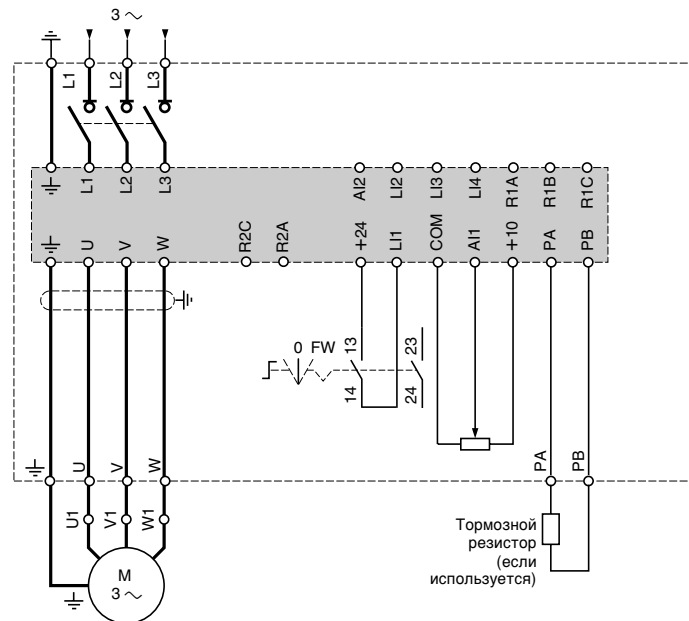 3 ~
L1 L2 L3
L1 L2 L3 AI2 LI2 LI3 LI4 R1A R1B R1C
U V W R2C R2A +24 LI1 COM AI1 +10 PA PB
0 FW 13 23
14 24
U V W PA PB
U1 V1 W1
Тормозной
резистор
(если
используется)
M
3 ~